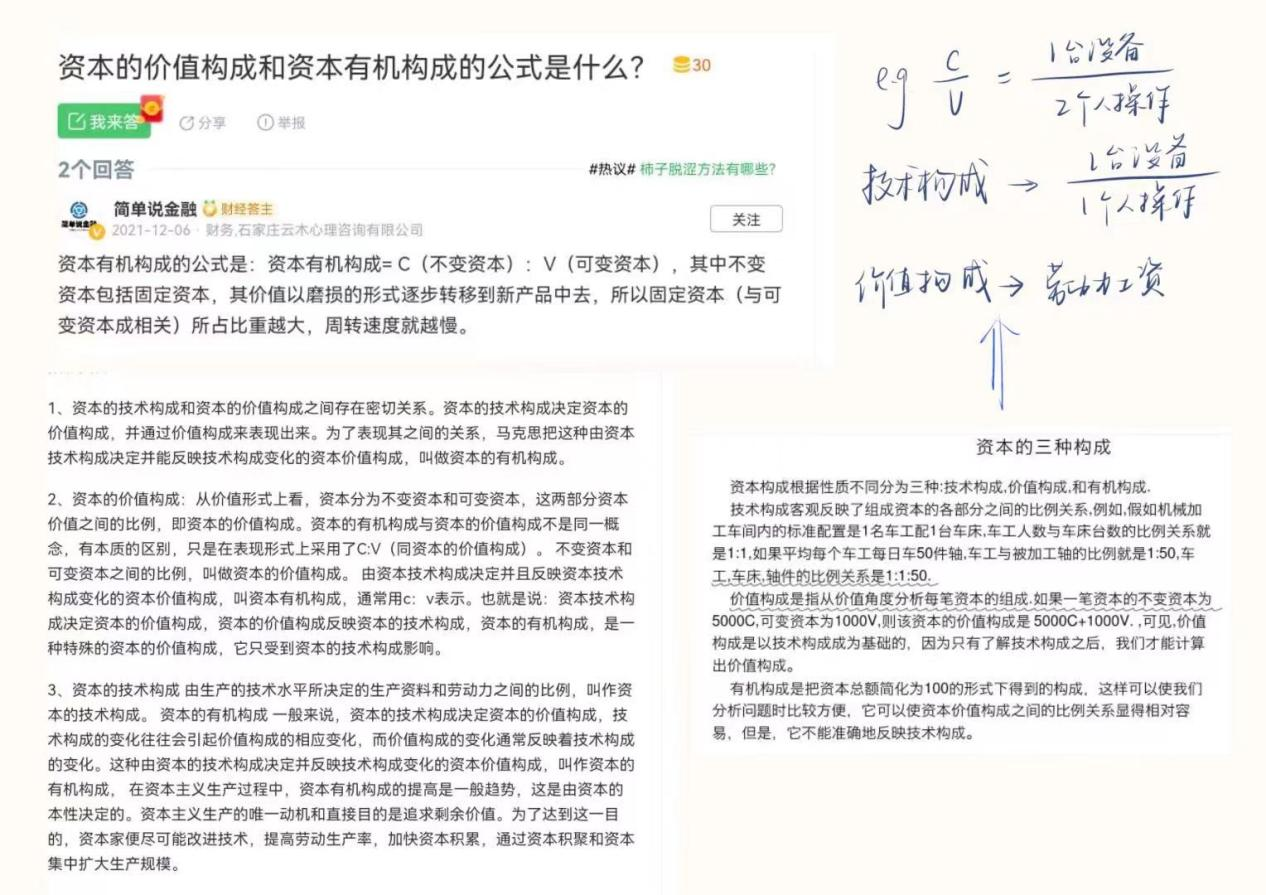 资本的价值构成和资本有机构成的公式是什么？ 30
我来答 分享 举报
2个回答 #热议# 柿子脱涩方法有哪些？
简单说金融 财经答主
关注
2021-12-06 · 财务,石家庄云木心理咨询有限公司
资本有机构成的公式是：资本有机构成= C（不变资本）：V（可变资本），其中不变
资本包括固定资本，其价值以磨损的形式逐步转移到新产品中去，所以固定资本（与可
变资本成相关）所占比重越大，周转速度就越慢。
1、资本的技术构成和资本的价值构成之间存在密切关系。资本的技术构成决定资本的
价值构成，并通过价值构成来表现出来。为了表现其之间的关系，马克思把这种由资本
技术构成决定并能反映技术构成变化的资本价值构成，叫做资本的有机构成。
2、资本的价值构成：从价值形式上看，资本分为不变资本和可变资本，这两部分资本
价值之间的比例，即资本的价值构成。资本的有机构成与资本的价值构成不是同一概
念，有本质的区别，只是在表现形式上采用了C:V（同资本的价值构成）。 不变资本和
可变资本之间的比例，叫做资本的价值构成。 由资本技术构成决定并且反映资本技术
构成变化的资本价值构成，叫资本有机构成，通常用c：v表示。也就是说：资本技术构
成决定资本的价值构成，资本的价值构成反映资本的技术构成，资本的有机构成，是一
种特殊的资本的价值构成，它只受到资本的技术构成影响。
3、资本的技术构成 由生产的技术水平所决定的生产资料和劳动力之间的比例，叫作资
本的技术构成。 资本的有机构成 一般来说，资本的技术构成决定资本的价值构成，技
术构成的变化往往会引起价值构成的相应变化，而价值构成的变化通常反映着技术构成
的变化。这种由资本的技术构成决定并反映技术构成变化的资本价值构成，叫作资本的
有机构成， 在资本主义生产过程中，资本有机构成的提高是一般趋势，这是由资本的
本性决定的。资本主义生产的唯一动机和直接目的是追求剩余价值。为了达到这一目
的，资本家便尽可能改进技术，提高劳动生产率，加快资本积累，通过资本积聚和资本
集中扩大生产规模。
e.g C/V = 1台设备/2个人操作
技术构成 → 1台设备/1个人操作
价值构成 → 劳动力工资
资本的三种构成
资本构成根据性质不同分为三种:技术构成,价值构成,和有机构成.
技术构成客观反映了组成资本的各部分之间的比例关系,例如,假如机械加
工车间内的标准配置是1名车工配1台车床,车工人数与车床台数的比例关系就
是1:1,如果平均每个车工每日车50件轴,车工与被加工轴的比例就是1:50,车
工,车床,轴件的比例关系是1:1:50.
价值构成是指从价值角度分析每笔资本的组成.如果一笔资本的不变资本为
5000C,可变资本为1000V,则该资本的价值构成是 5000C+1000V. ,可见,价值
构成是以技术构成成为基础的，因为只有了解技术构成之后，我们才能计算
出价值构成。
有机构成是把资本总额简化为100的形式下得到的构成，这样可以使我们
分析问题时比较方便，它可以使资本价值构成之间的比例关系显得相对容
易，但是，它不能准确地反映技术构成。